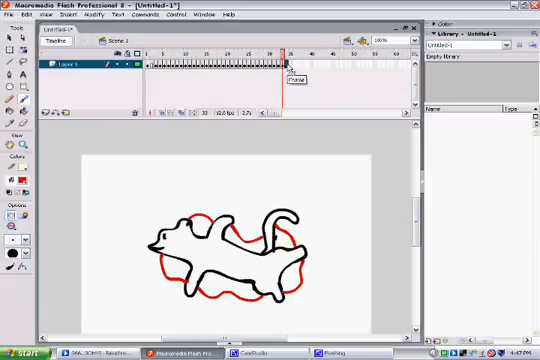 Macromedia Flash Professional 8 - [Untitled-1*]
File Edit View Insert Modify Text Commands Control Window Help
Untitled-1*
Timeline Scene 1 100%
Color
Library - Untitled-1
Untitled-1
Empty library
1 5 10 15 20 25 30 35 40 45 50 55 60
Layer 1
Frame
33 12.0 fps 2.7s
Tools
View
Colors
Options
Name
start Macromedia Flash Pro... CamStudio Flashing 4:47 PM